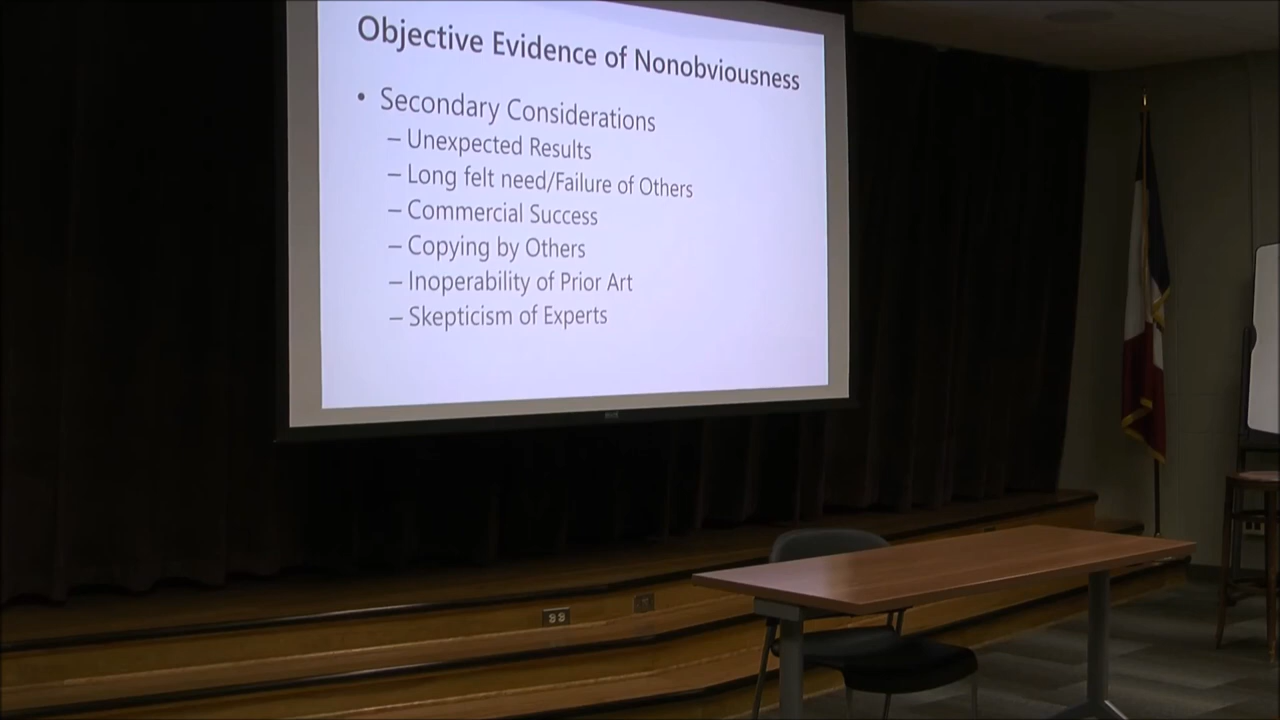 Objective Evidence of Nonobviousness
• Secondary Considerations
– Unexpected Results
– Long felt need/Failure of Others
– Commercial Success
– Copying by Others
– Inoperability of Prior Art
– Skepticism of Experts